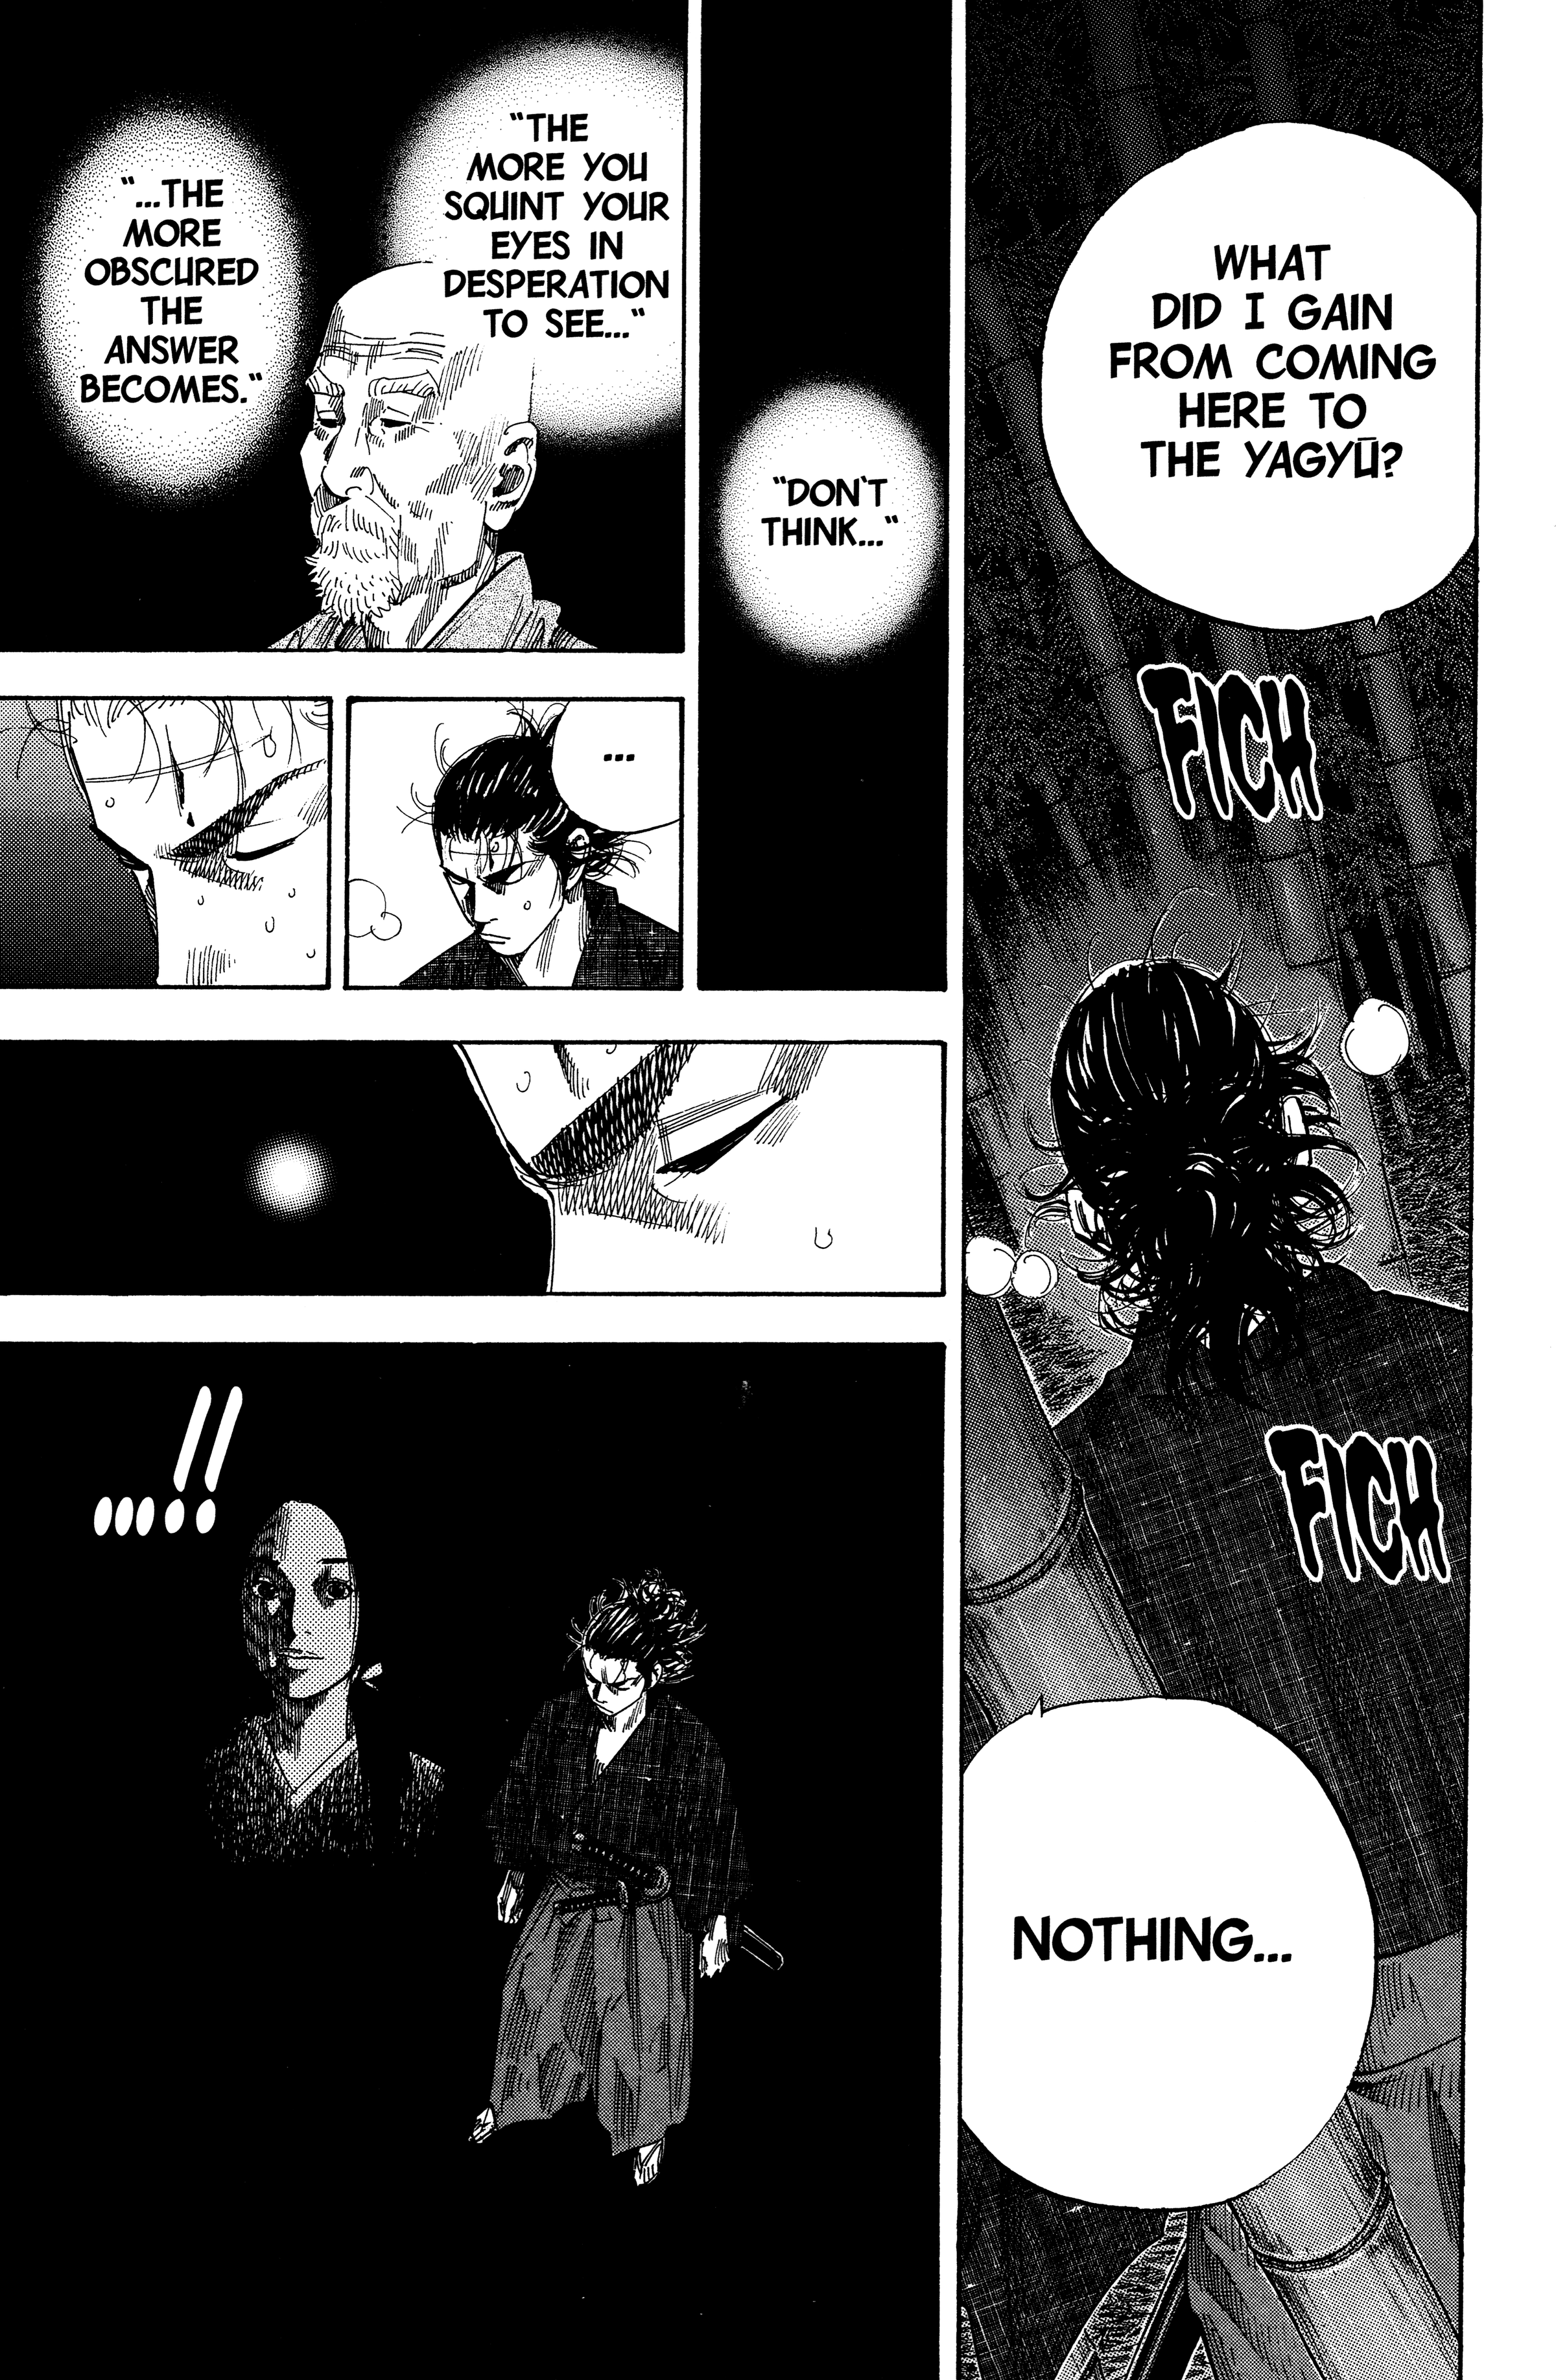 WHAT
DID I GAIN
FROM COMING
HERE TO
THE YAGYŪ?
FICH
FICH
NOTHING...
"DON'T
THINK..."
"THE
MORE YOU
SQUINT YOUR
EYES IN
DESPERATION
TO SEE..."
"...THE
MORE
OBSCURED
THE
ANSWER
BECOMES."
...
...!!